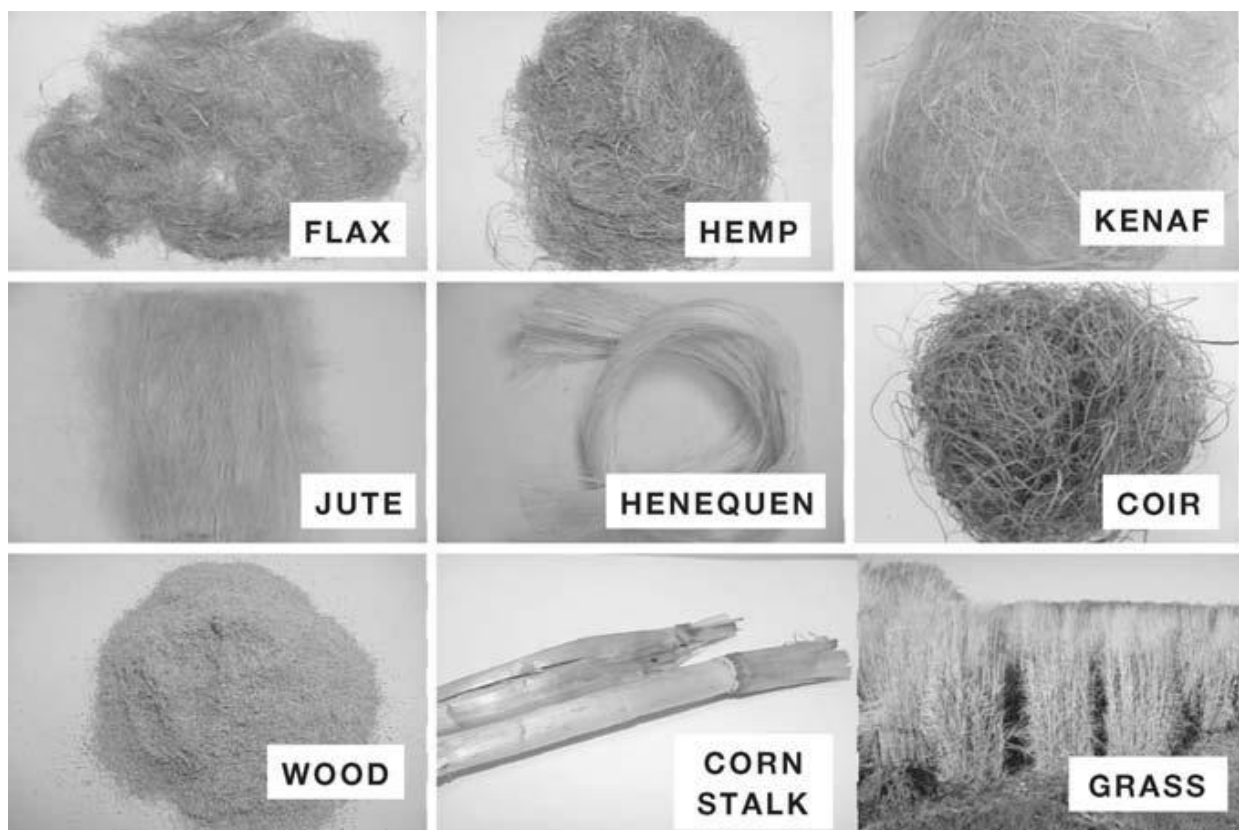 FLAX
HEMP
KENAF
JUTE
HENEQUEN
COIR
WOOD
CORN
STALK
GRASS